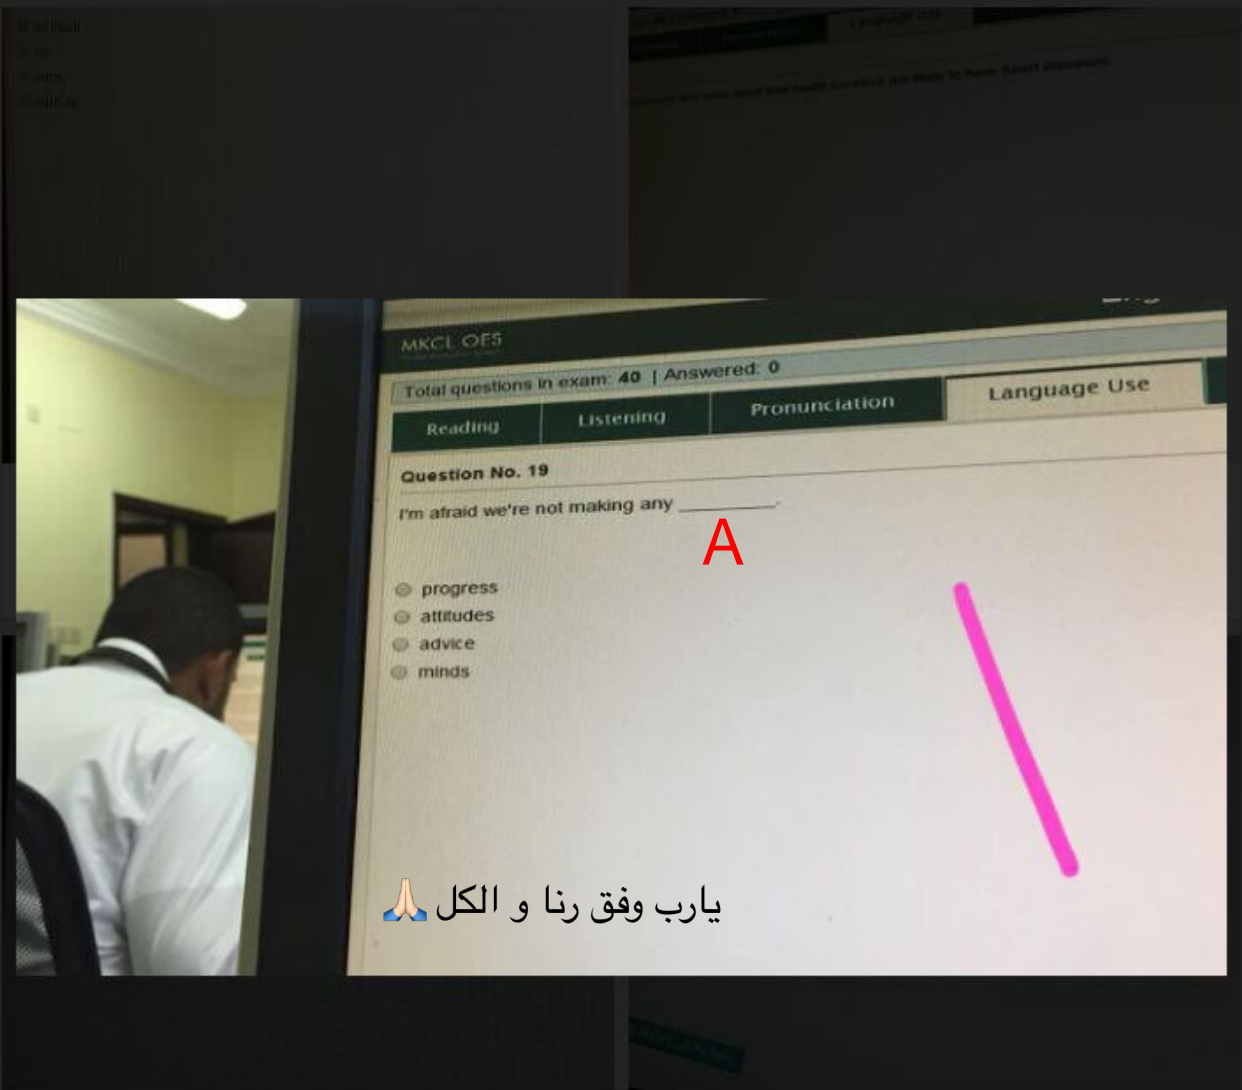 MKCL OES
Total questions in exam: 40 | Answered: 0
Reading
Listening
Pronunciation
Language Use
Question No. 19
I'm afraid we're not making any _________.
A
progress
attitudes
advice
minds
يارب وفق رنا و الكل 🙏🏻